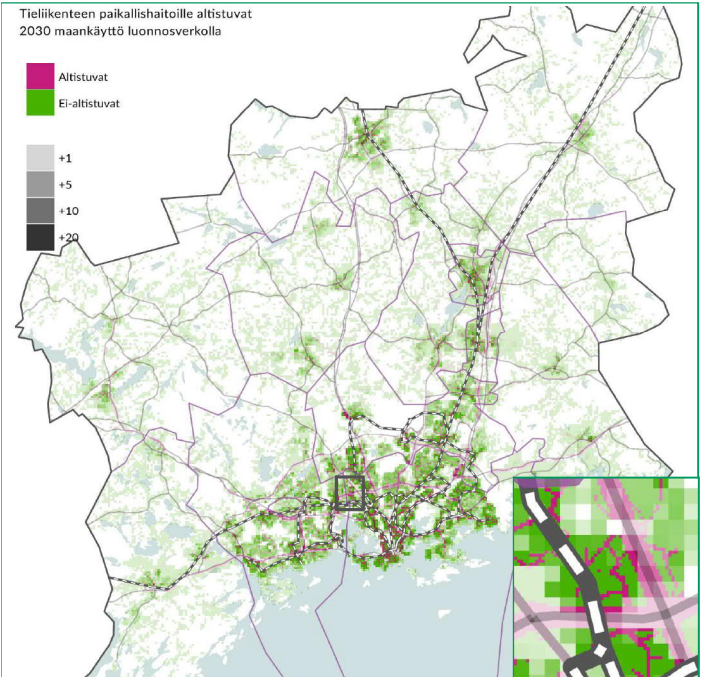 Tieliikenteen paikallishaitoille altistuvat
2030 maankäyttö luonnosverkolla
Altistuvat
Ei-altistuvat
+1
+5
+10
+20